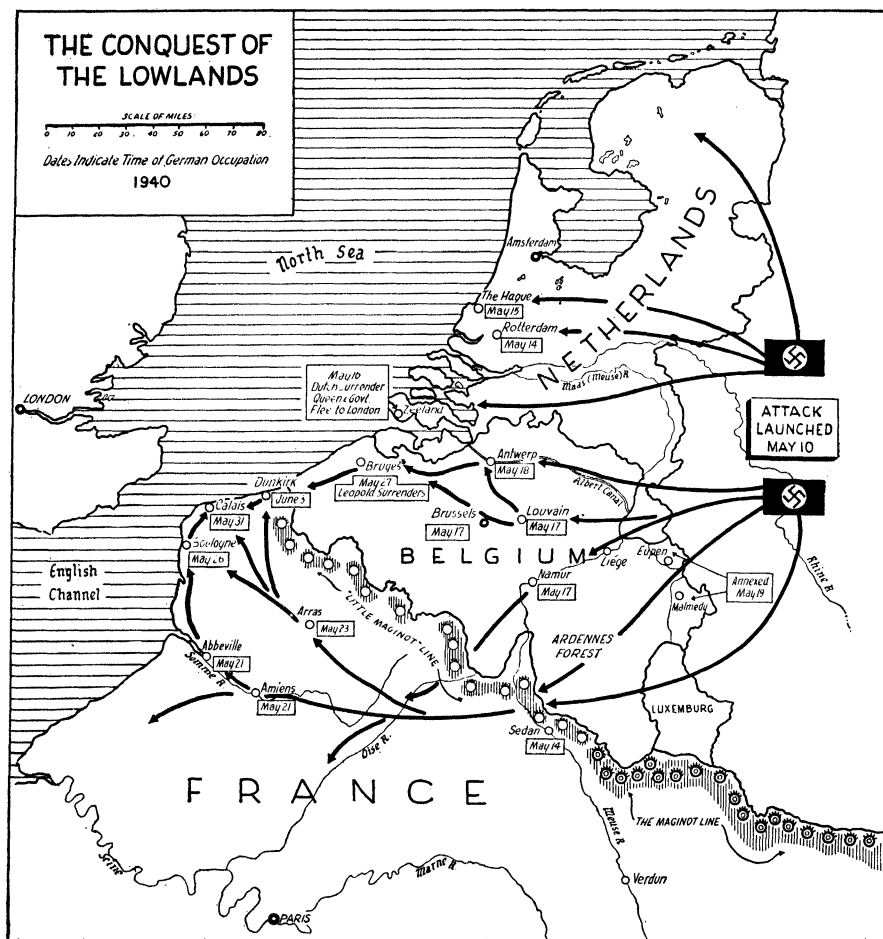 THE CONQUEST OF
THE LOWLANDS
SCALE OF MILES
0 10 20 30 40 50 60 70 80
Dates Indicate Time of German Occupation
1940
North Sea
NETHERLANDS
Amsterdam
The Hague
May 15
Rotterdam
May 14
Maas (Meuse) R
May 16
Dutch Surrender
Queen & Govt.
Flee to London
Zeeland
LONDON
ATTACK
LAUNCHED
MAY 10
Antwerp
May 18
Albert Canal
Bruges
May 27
Leopold Surrenders
Dunkirk
June 3
Calais
May 31
Boulogne
May 26
Brussels
May 17
Louvain
May 17
BELGIUM
Liege
Eupen
Annexed
May 19
Malmedy
Rhine R
English
Channel
Namur
May 17
"LITTLE MAGINOT" LINE
Arras
May 23
ARDENNES
FOREST
Abbeville
May 21
Somme R
Amiens
May 21
LUXEMBURG
Sedan
May 14
Oise R.
FRANCE
Meuse R
THE MAGINOT LINE
Seine
Marne R
Verdun
PARIS